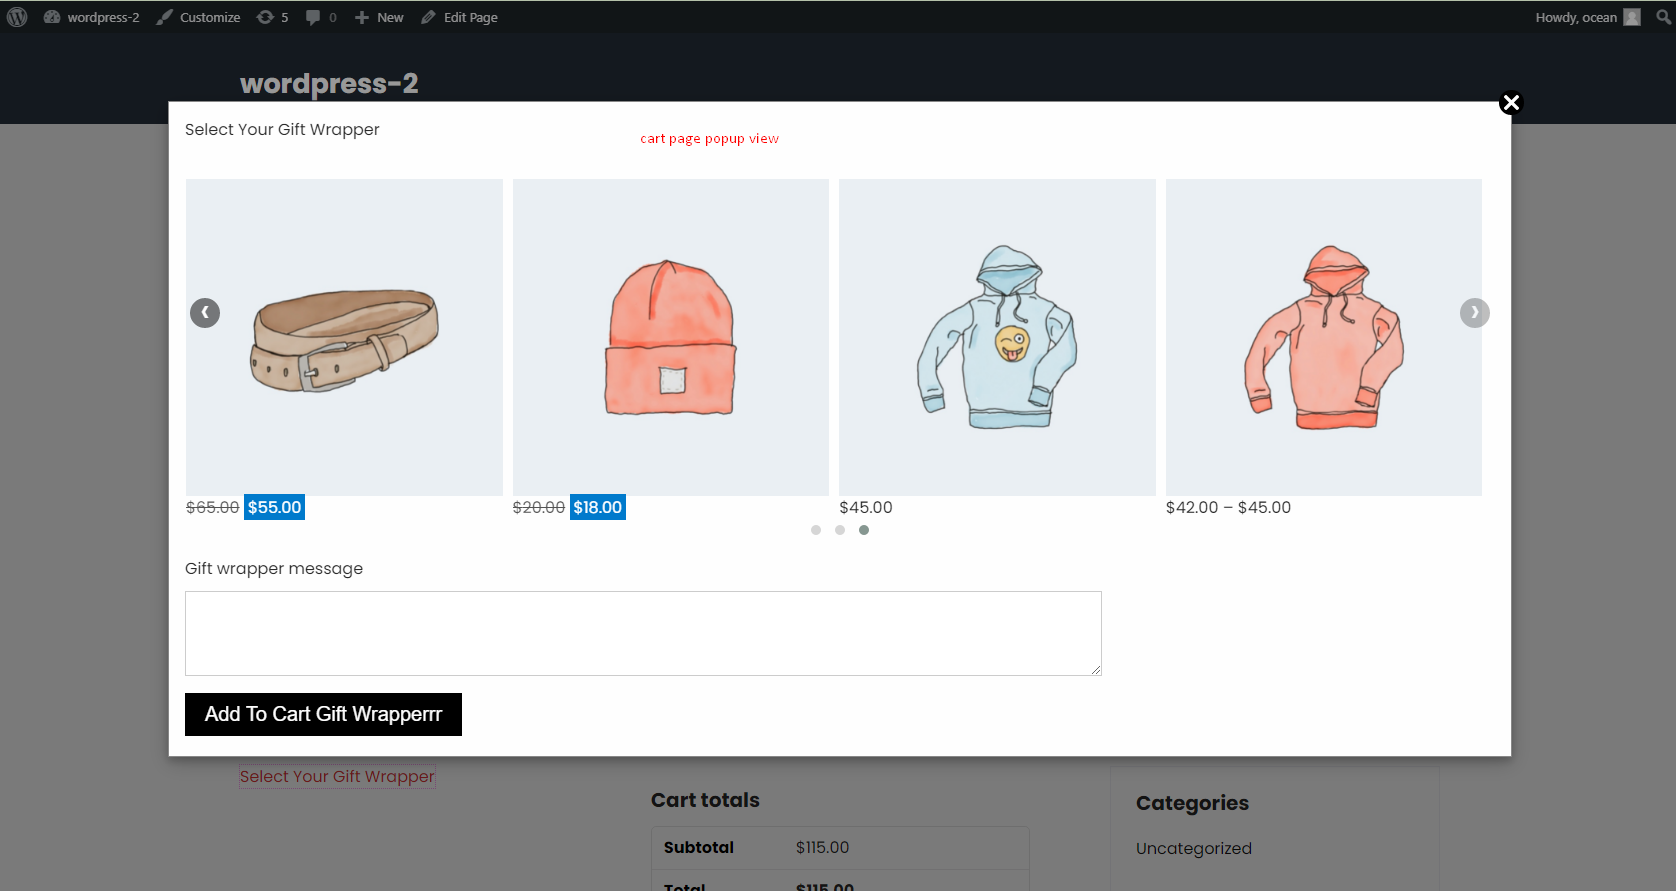 wordpress-2 Customize 5 0 New Edit Page Howdy, ocean
wordpress-2
Select Your Gift Wrapper
cart page popup view
$65.00 $55.00
$20.00 $18.00
$45.00
$42.00 – $45.00
Gift wrapper message
Add To Cart Gift Wrapperrr
Select Your Gift Wrapper
Cart totals
Subtotal $115.00
Total $115.00
Categories
Uncategorized